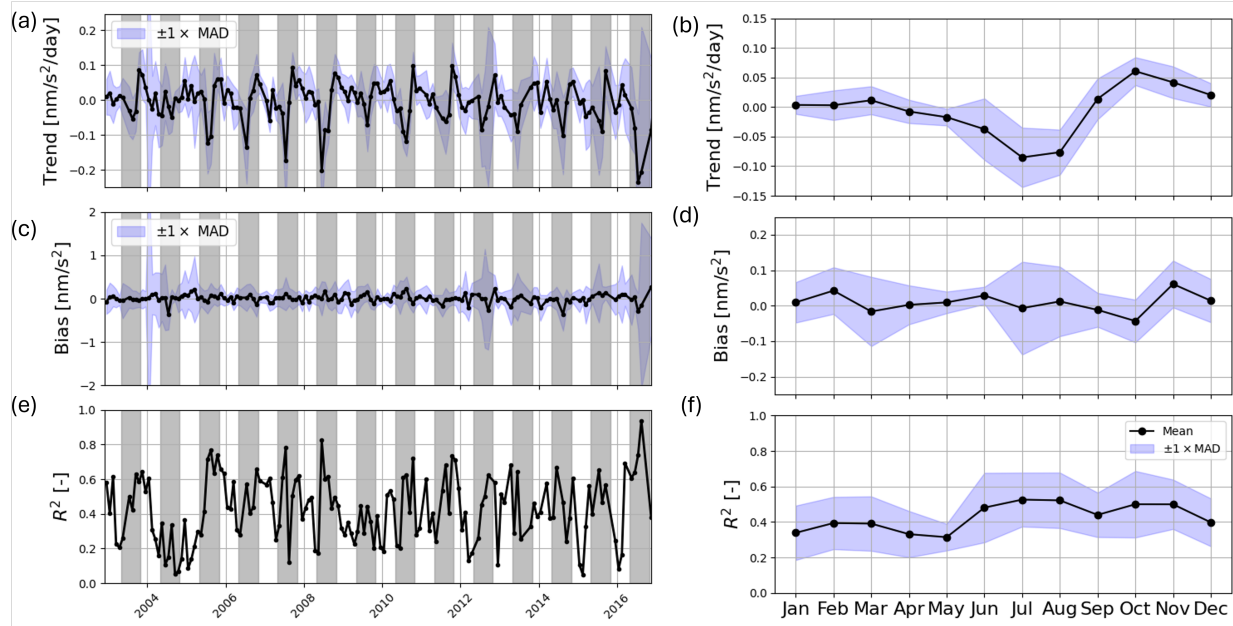 (a)
Trend [nm/s²/day]
0.2
0.1
0.0
−0.1
−0.2
±1 × MAD
(b)
Trend [nm/s²/day]
0.15
0.10
0.05
0.00
−0.05
−0.10
−0.15
(c)
Bias [nm/s²]
2
1
0
−1
−2
±1 × MAD
(d)
Bias [nm/s²]
0.2
0.1
0.0
−0.1
−0.2
(e)
R² [-]
1.0
0.8
0.6
0.4
0.2
0.0
2004 2006 2008 2010 2012 2014 2016
(f)
R² [-]
1.0
0.8
0.6
0.4
0.2
0.0
Mean
±1 × MAD
Jan Feb Mar Apr May Jun Jul Aug Sep Oct Nov Dec